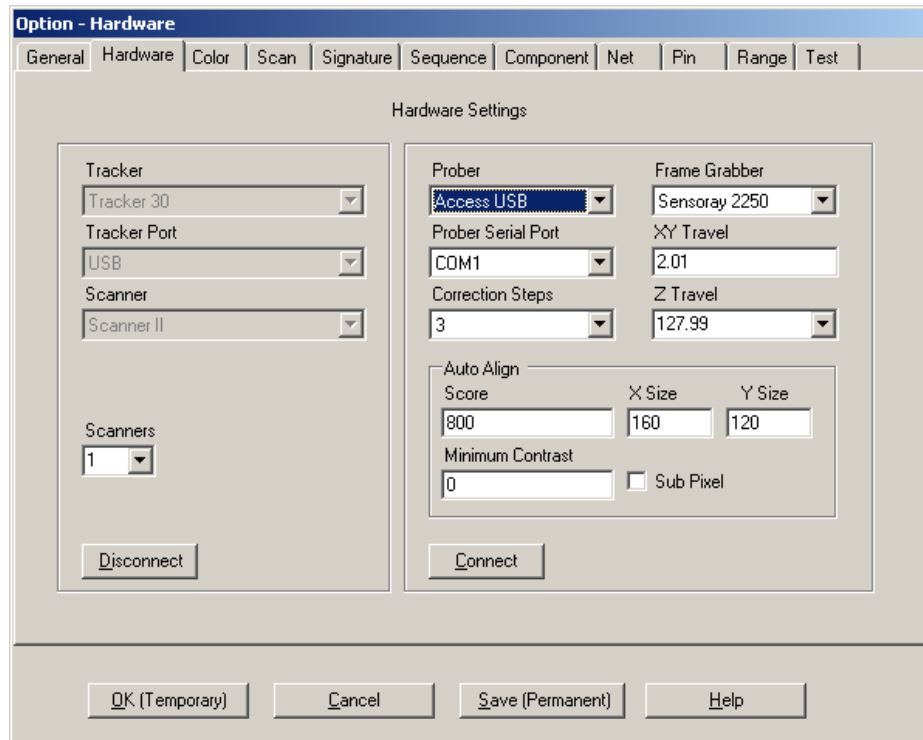 Option - Hardware
General Hardware Color Scan Signature Sequence Component Net Pin Range Test
Hardware Settings
Tracker
Tracker 30
Tracker Port
USB
Scanner
Scanner II
Scanners
1
Disconnect
Prober Frame Grabber
Access USB Sensoray 2250
Prober Serial Port XY Travel
COM1 2.01
Correction Steps Z Travel
3 127.99
Auto Align
Score X Size Y Size
800 160 120
Minimum Contrast
0 Sub Pixel
Connect
OK (Temporary) Cancel Save (Permanent) Help